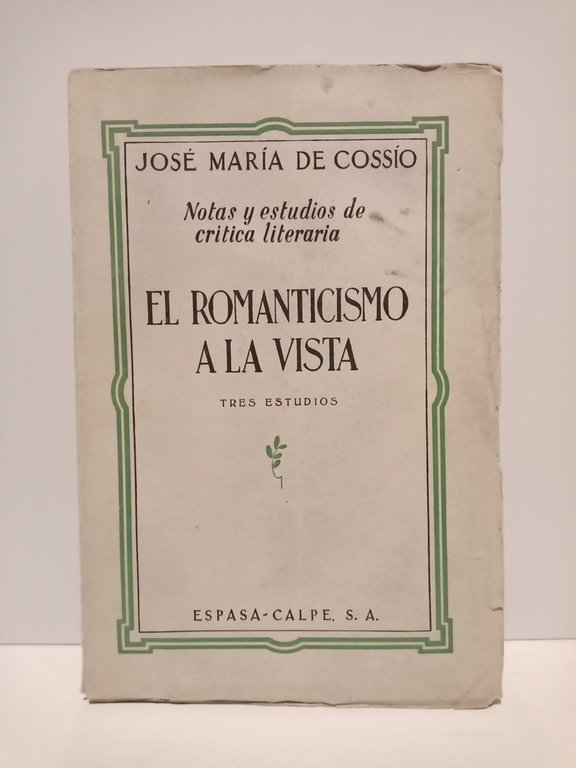 JOSÉ MARÍA DE COSSÍO
Notas y estudios de
crítica literaria
EL ROMANTICISMO
A LA VISTA
TRES ESTUDIOS
ESPASA-CALPE, S. A.